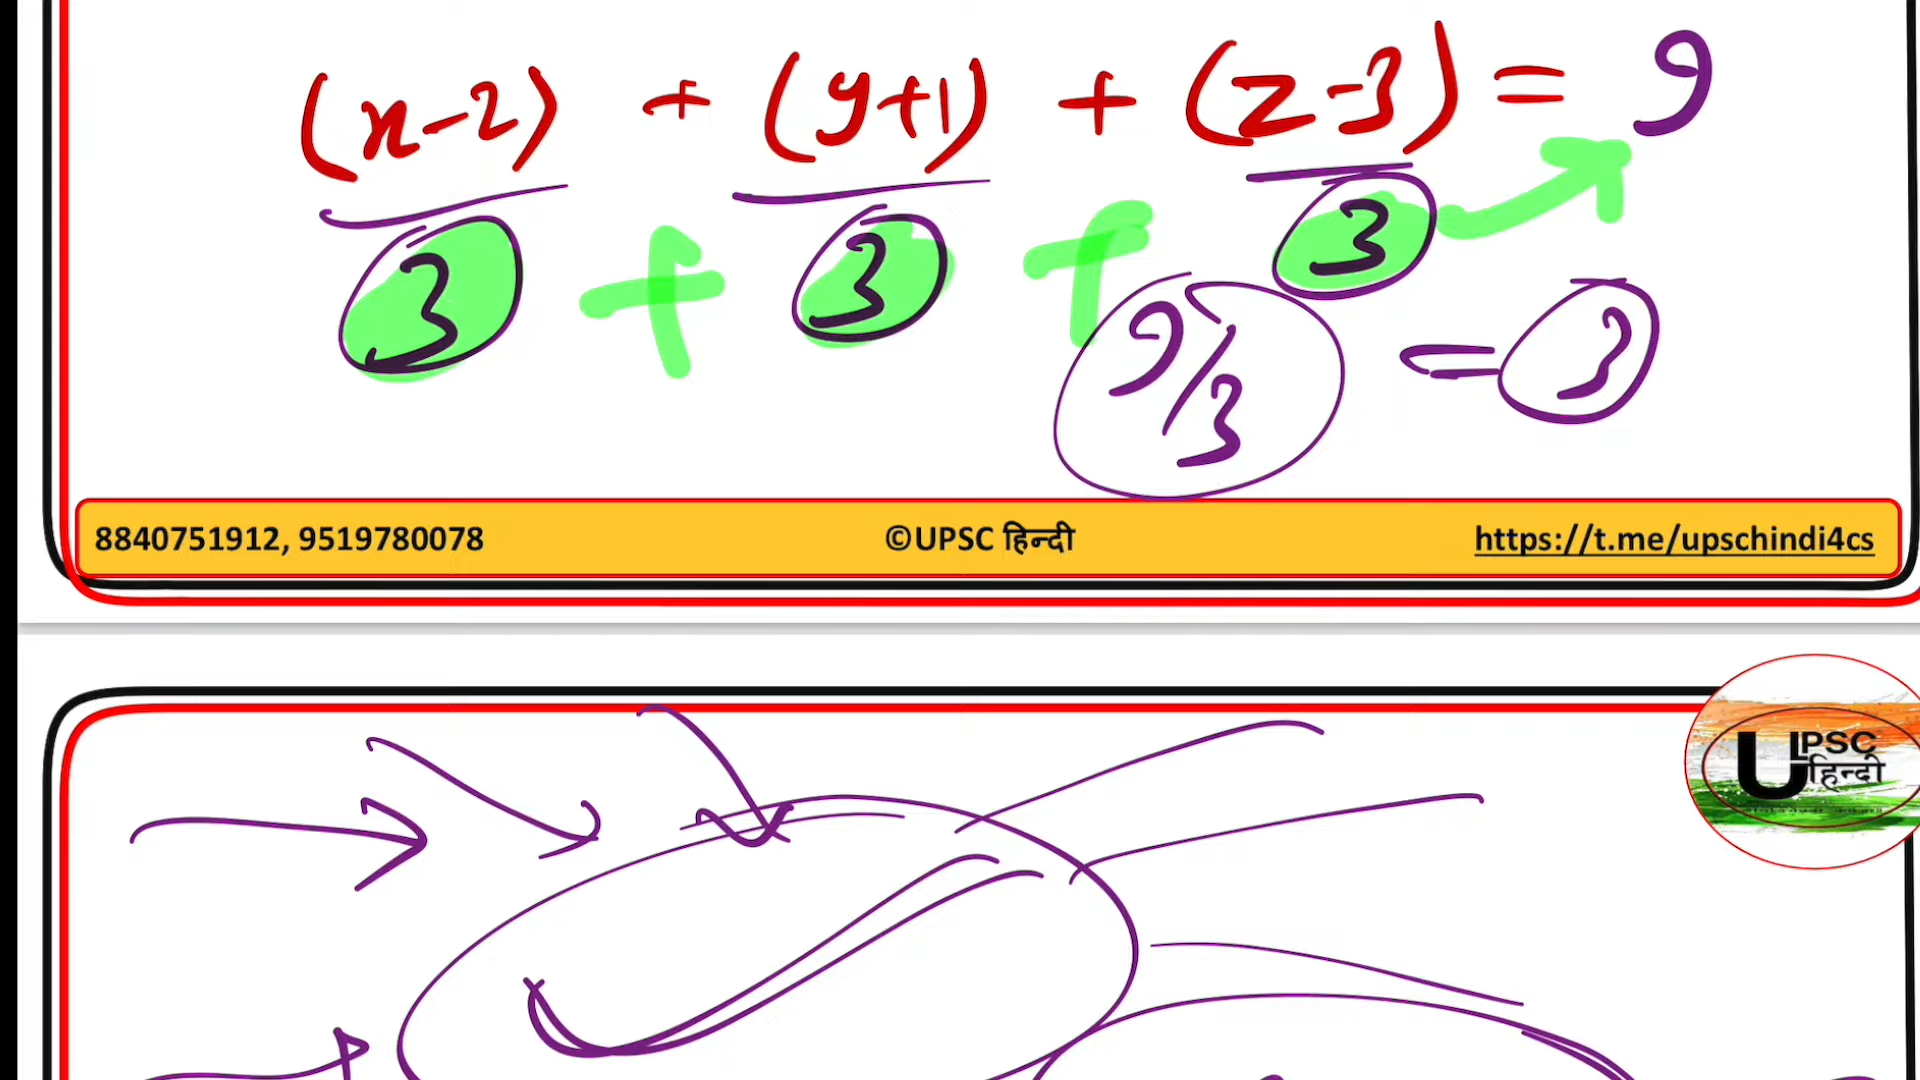 (x-2) + (y+1) + (z-3) = 9
3 + 3 + 3
9/3 = 3
8840751912, 9519780078 ©UPSC हिन्दी https://t.me/upschindi4cs
UPSC
हिन्दी